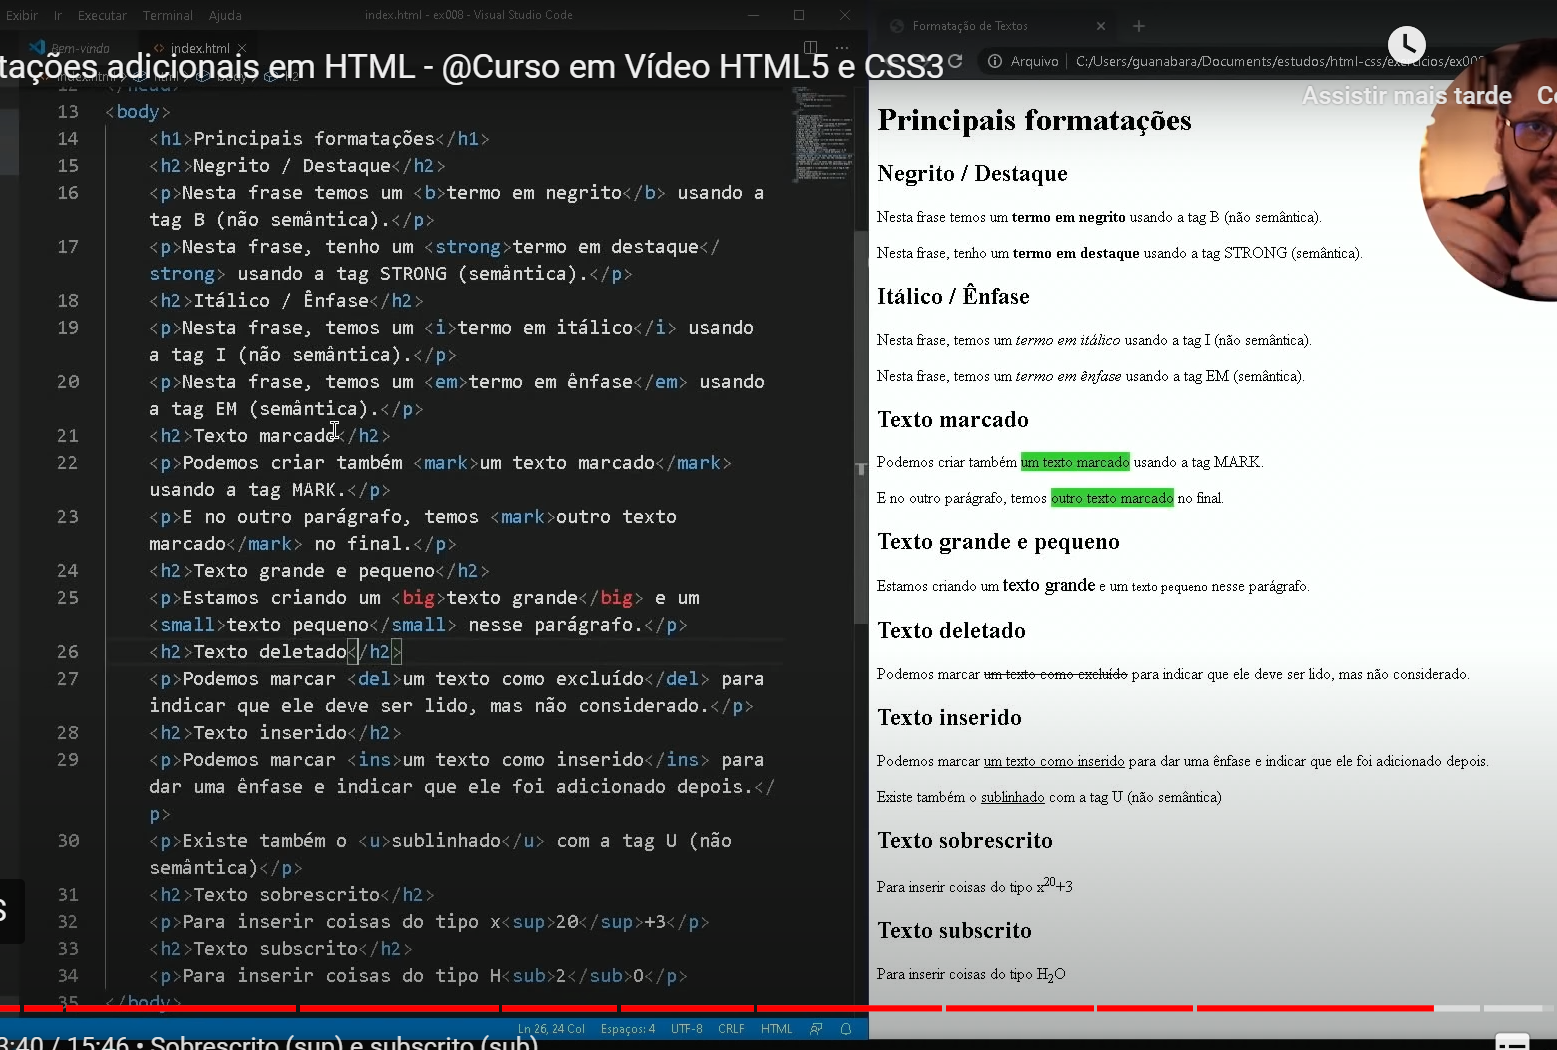 Exibir Ir Executar Terminal Ajuda
index.html - ex008 - Visual Studio Code
Formatação de Textos
Bem-vindo
index.html
tações adicionais em HTML - @Curso em Vídeo HTML5 e CSS3
Arquivo C:/Users/guanabara/Documents/estudos/html-css/exercicios/ex00
Assistir mais tarde
12 </head>
13 <body>
14 <h1>Principais formatações</h1>
15 <h2>Negrito / Destaque</h2>
16 <p>Nesta frase temos um <b>termo em negrito</b> usando a
tag B (não semântica).</p>
17 <p>Nesta frase, tenho um <strong>termo em destaque</
strong> usando a tag STRONG (semântica).</p>
18 <h2>Itálico / Ênfase</h2>
19 <p>Nesta frase, temos um <i>termo em itálico</i> usando
a tag I (não semântica).</p>
20 <p>Nesta frase, temos um <em>termo em ênfase</em> usando
a tag EM (semântica).</p>
21 <h2>Texto marcado</h2>
22 <p>Podemos criar também <mark>um texto marcado</mark>
usando a tag MARK.</p>
23 <p>E no outro parágrafo, temos <mark>outro texto
marcado</mark> no final.</p>
24 <h2>Texto grande e pequeno</h2>
25 <p>Estamos criando um <big>texto grande</big> e um
<small>texto pequeno</small> nesse parágrafo.</p>
26 <h2>Texto deletado</h2>
27 <p>Podemos marcar <del>um texto como excluído</del> para
indicar que ele deve ser lido, mas não considerado.</p>
28 <h2>Texto inserido</h2>
29 <p>Podemos marcar <ins>um texto como inserido</ins> para
dar uma ênfase e indicar que ele foi adicionado depois.</
p>
30 <p>Existe também o <u>sublinhado</u> com a tag U (não
semântica)</p>
31 <h2>Texto sobrescrito</h2>
32 <p>Para inserir coisas do tipo x<sup>20</sup>+3</p>
33 <h2>Texto subscrito</h2>
34 <p>Para inserir coisas do tipo H<sub>2</sub>O</p>
35 </body>
Principais formatações
Negrito / Destaque
Nesta frase temos um termo em negrito usando a tag B (não semântica).
Nesta frase, tenho um termo em destaque usando a tag STRONG (semântica).
Itálico / Ênfase
Nesta frase, temos um termo em itálico usando a tag I (não semântica).
Nesta frase, temos um termo em ênfase usando a tag EM (semântica).
Texto marcado
Podemos criar também um texto marcado usando a tag MARK.
E no outro parágrafo, temos outro texto marcado no final.
Texto grande e pequeno
Estamos criando um texto grande e um texto pequeno nesse parágrafo.
Texto deletado
Podemos marcar um texto como excluído para indicar que ele deve ser lido, mas não considerado.
Texto inserido
Podemos marcar um texto como inserido para dar uma ênfase e indicar que ele foi adicionado depois.
Existe também o sublinhado com a tag U (não semântica)
Texto sobrescrito
Para inserir coisas do tipo x²⁰+3
Texto subscrito
Para inserir coisas do tipo H₂O
S
Ln 26, 24 Col Espaços: 4 UTF-8 CRLF HTML
3:40 / 15:46 • Sobrescrito (sup) e subscrito (sub)